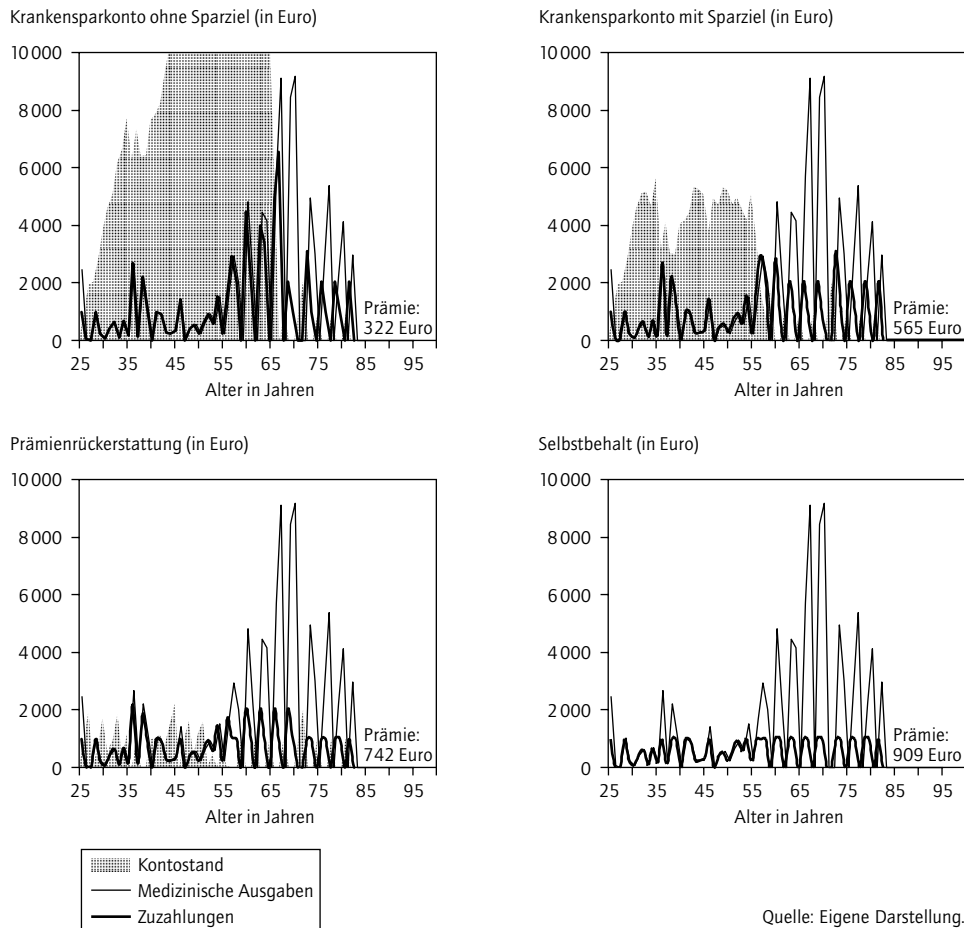 Krankensparkonto ohne Sparziel (in Euro)
10 000
8 000
6 000
4 000
2 000
0
Prämie:
322 Euro
25 35 45 55 65 75 85 95
Alter in Jahren
Krankensparkonto mit Sparziel (in Euro)
10 000
8 000
6 000
4 000
2 000
0
Prämie:
565 Euro
25 35 45 55 65 75 85 95
Alter in Jahren
Prämienrückerstattung (in Euro)
10 000
8 000
6 000
4 000
2 000
0
Prämie:
742 Euro
25 35 45 55 65 75 85 95
Alter in Jahren
Selbstbehalt (in Euro)
10 000
8 000
6 000
4 000
2 000
0
Prämie:
909 Euro
25 35 45 55 65 75 85 95
Alter in Jahren
Kontostand
Medizinische Ausgaben
Zuzahlungen
Quelle: Eigene Darstellung.